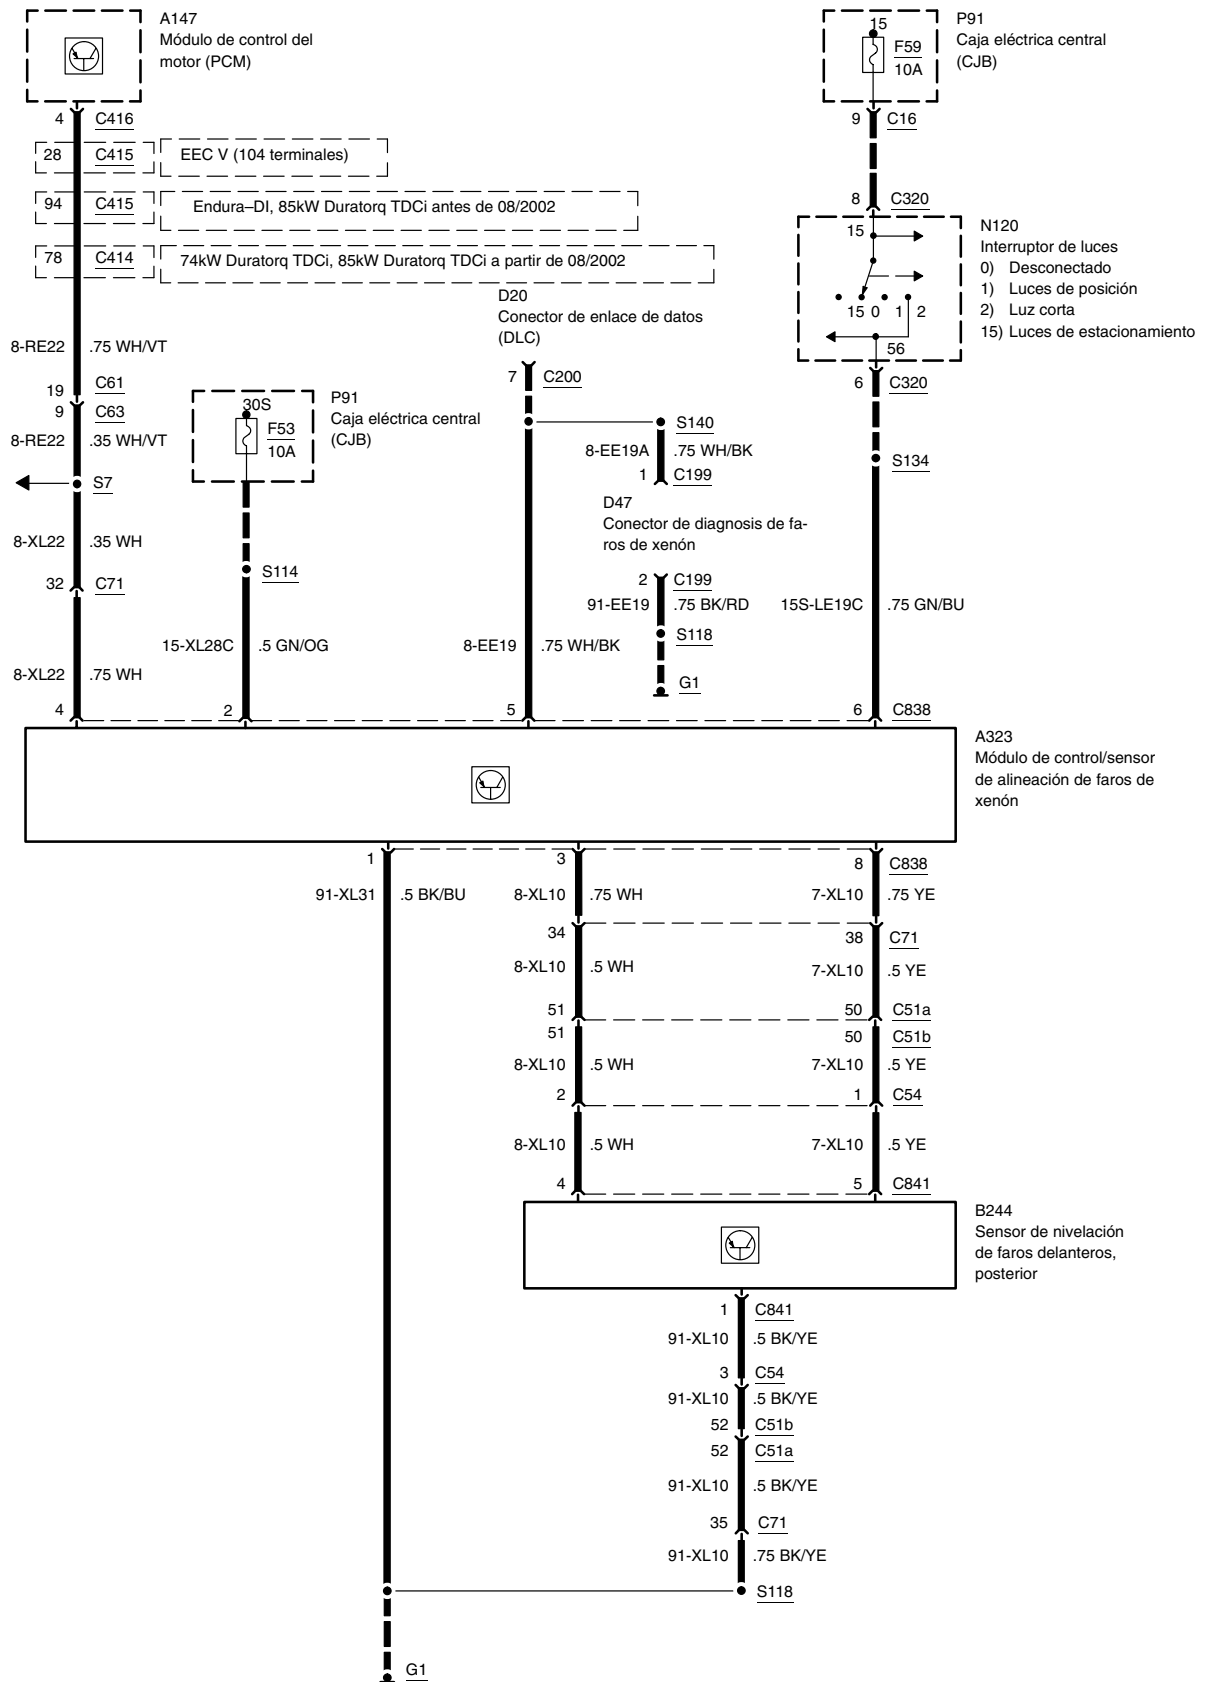 A147
Módulo de control del
motor (PCM)
15
F59
10A
P91
Caja eléctrica central
(CJB)
4 C416
9 C16
28 C415 EEC V (104 terminales)
94 C415 Endura–DI, 85kW Duratorq TDCi antes de 08/2002
78 C414 74kW Duratorq TDCi, 85kW Duratorq TDCi a partir de 08/2002
8 C320
15
15 0 1 2
56
N120
Interruptor de luces
0) Desconectado
1) Luces de posición
2) Luz corta
15) Luces de estacionamiento
D20
Conector de enlace de datos
(DLC)
8-RE22 .75 WH/VT
19 C61
9 C63
8-RE22 .35 WH/VT
S7
8-XL22 .35 WH
32 C71
8-XL22 .75 WH
30S
F53
10A
P91
Caja eléctrica central
(CJB)
S114
15-XL28C .5 GN/OG
7 C200
S140
8-EE19A .75 WH/BK
1 C199
D47
Conector de diagnosis de fa-
ros de xenón
2 C199
91-EE19 .75 BK/RD
S118
G1
8-EE19 .75 WH/BK
6 C320
S134
15S-LE19C .75 GN/BU
4 2 5 6 C838
A323
Módulo de control/sensor
de alineación de faros de
xenón
1 3 8 C838
91-XL31 .5 BK/BU 8-XL10 .75 WH 7-XL10 .75 YE
34 38 C71
8-XL10 .5 WH 7-XL10 .5 YE
51 50 C51a
51 50 C51b
8-XL10 .5 WH 7-XL10 .5 YE
2 1 C54
8-XL10 .5 WH 7-XL10 .5 YE
4 5 C841
B244
Sensor de nivelación
de faros delanteros,
posterior
1 C841
91-XL10 .5 BK/YE
3 C54
91-XL10 .5 BK/YE
52 C51b
52 C51a
91-XL10 .5 BK/YE
35 C71
91-XL10 .75 BK/YE
S118
G1